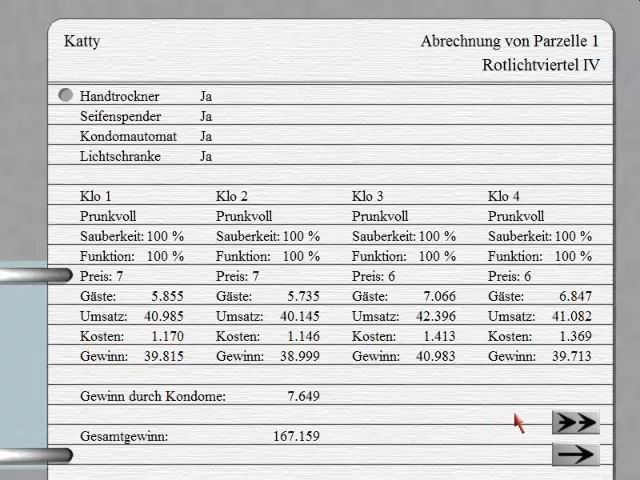 Katty Abrechnung von Parzelle 1
Rotlichtviertel IV
Handtrockner Ja
Seifenspender Ja
Kondomautomat Ja
Lichtschranke Ja
Klo 1 Klo 2 Klo 3 Klo 4
Prunkvoll Prunkvoll Prunkvoll Prunkvoll
Sauberkeit: 100 % Sauberkeit: 100 % Sauberkeit: 100 % Sauberkeit: 100 %
Funktion: 100 % Funktion: 100 % Funktion: 100 % Funktion: 100 %
Preis: 7 Preis: 7 Preis: 6 Preis: 6
Gäste: 5.855 Gäste: 5.735 Gäste: 7.066 Gäste: 6.847
Umsatz: 40.985 Umsatz: 40.145 Umsatz: 42.396 Umsatz: 41.082
Kosten: 1.170 Kosten: 1.146 Kosten: 1.413 Kosten: 1.369
Gewinn: 39.815 Gewinn: 38.999 Gewinn: 40.983 Gewinn: 39.713
Gewinn durch Kondome: 7.649
Gesamtgewinn: 167.159